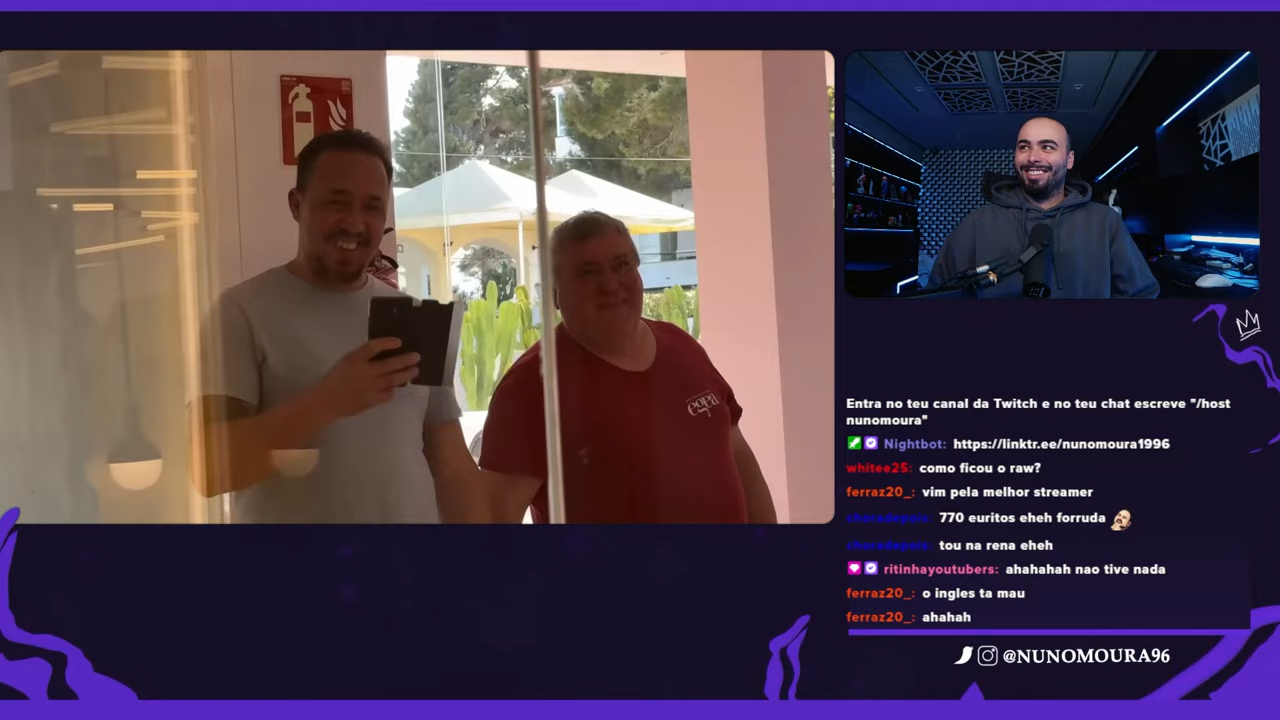 Entra no teu canal da Twitch e no teu chat escreve "/host
nunomoura"
Nightbot: https://linktr.ee/nunomoura1996
whitee25: como ficou o raw?
ferraz20_: vim pela melhor streamer
770 euritos eheh forruda
tou na rena eheh
ritinhayoutubers: ahahahah nao tive nada
ferraz20_: o ingles ta mau
ferraz20_: ahahah
@NUNOMOURA96